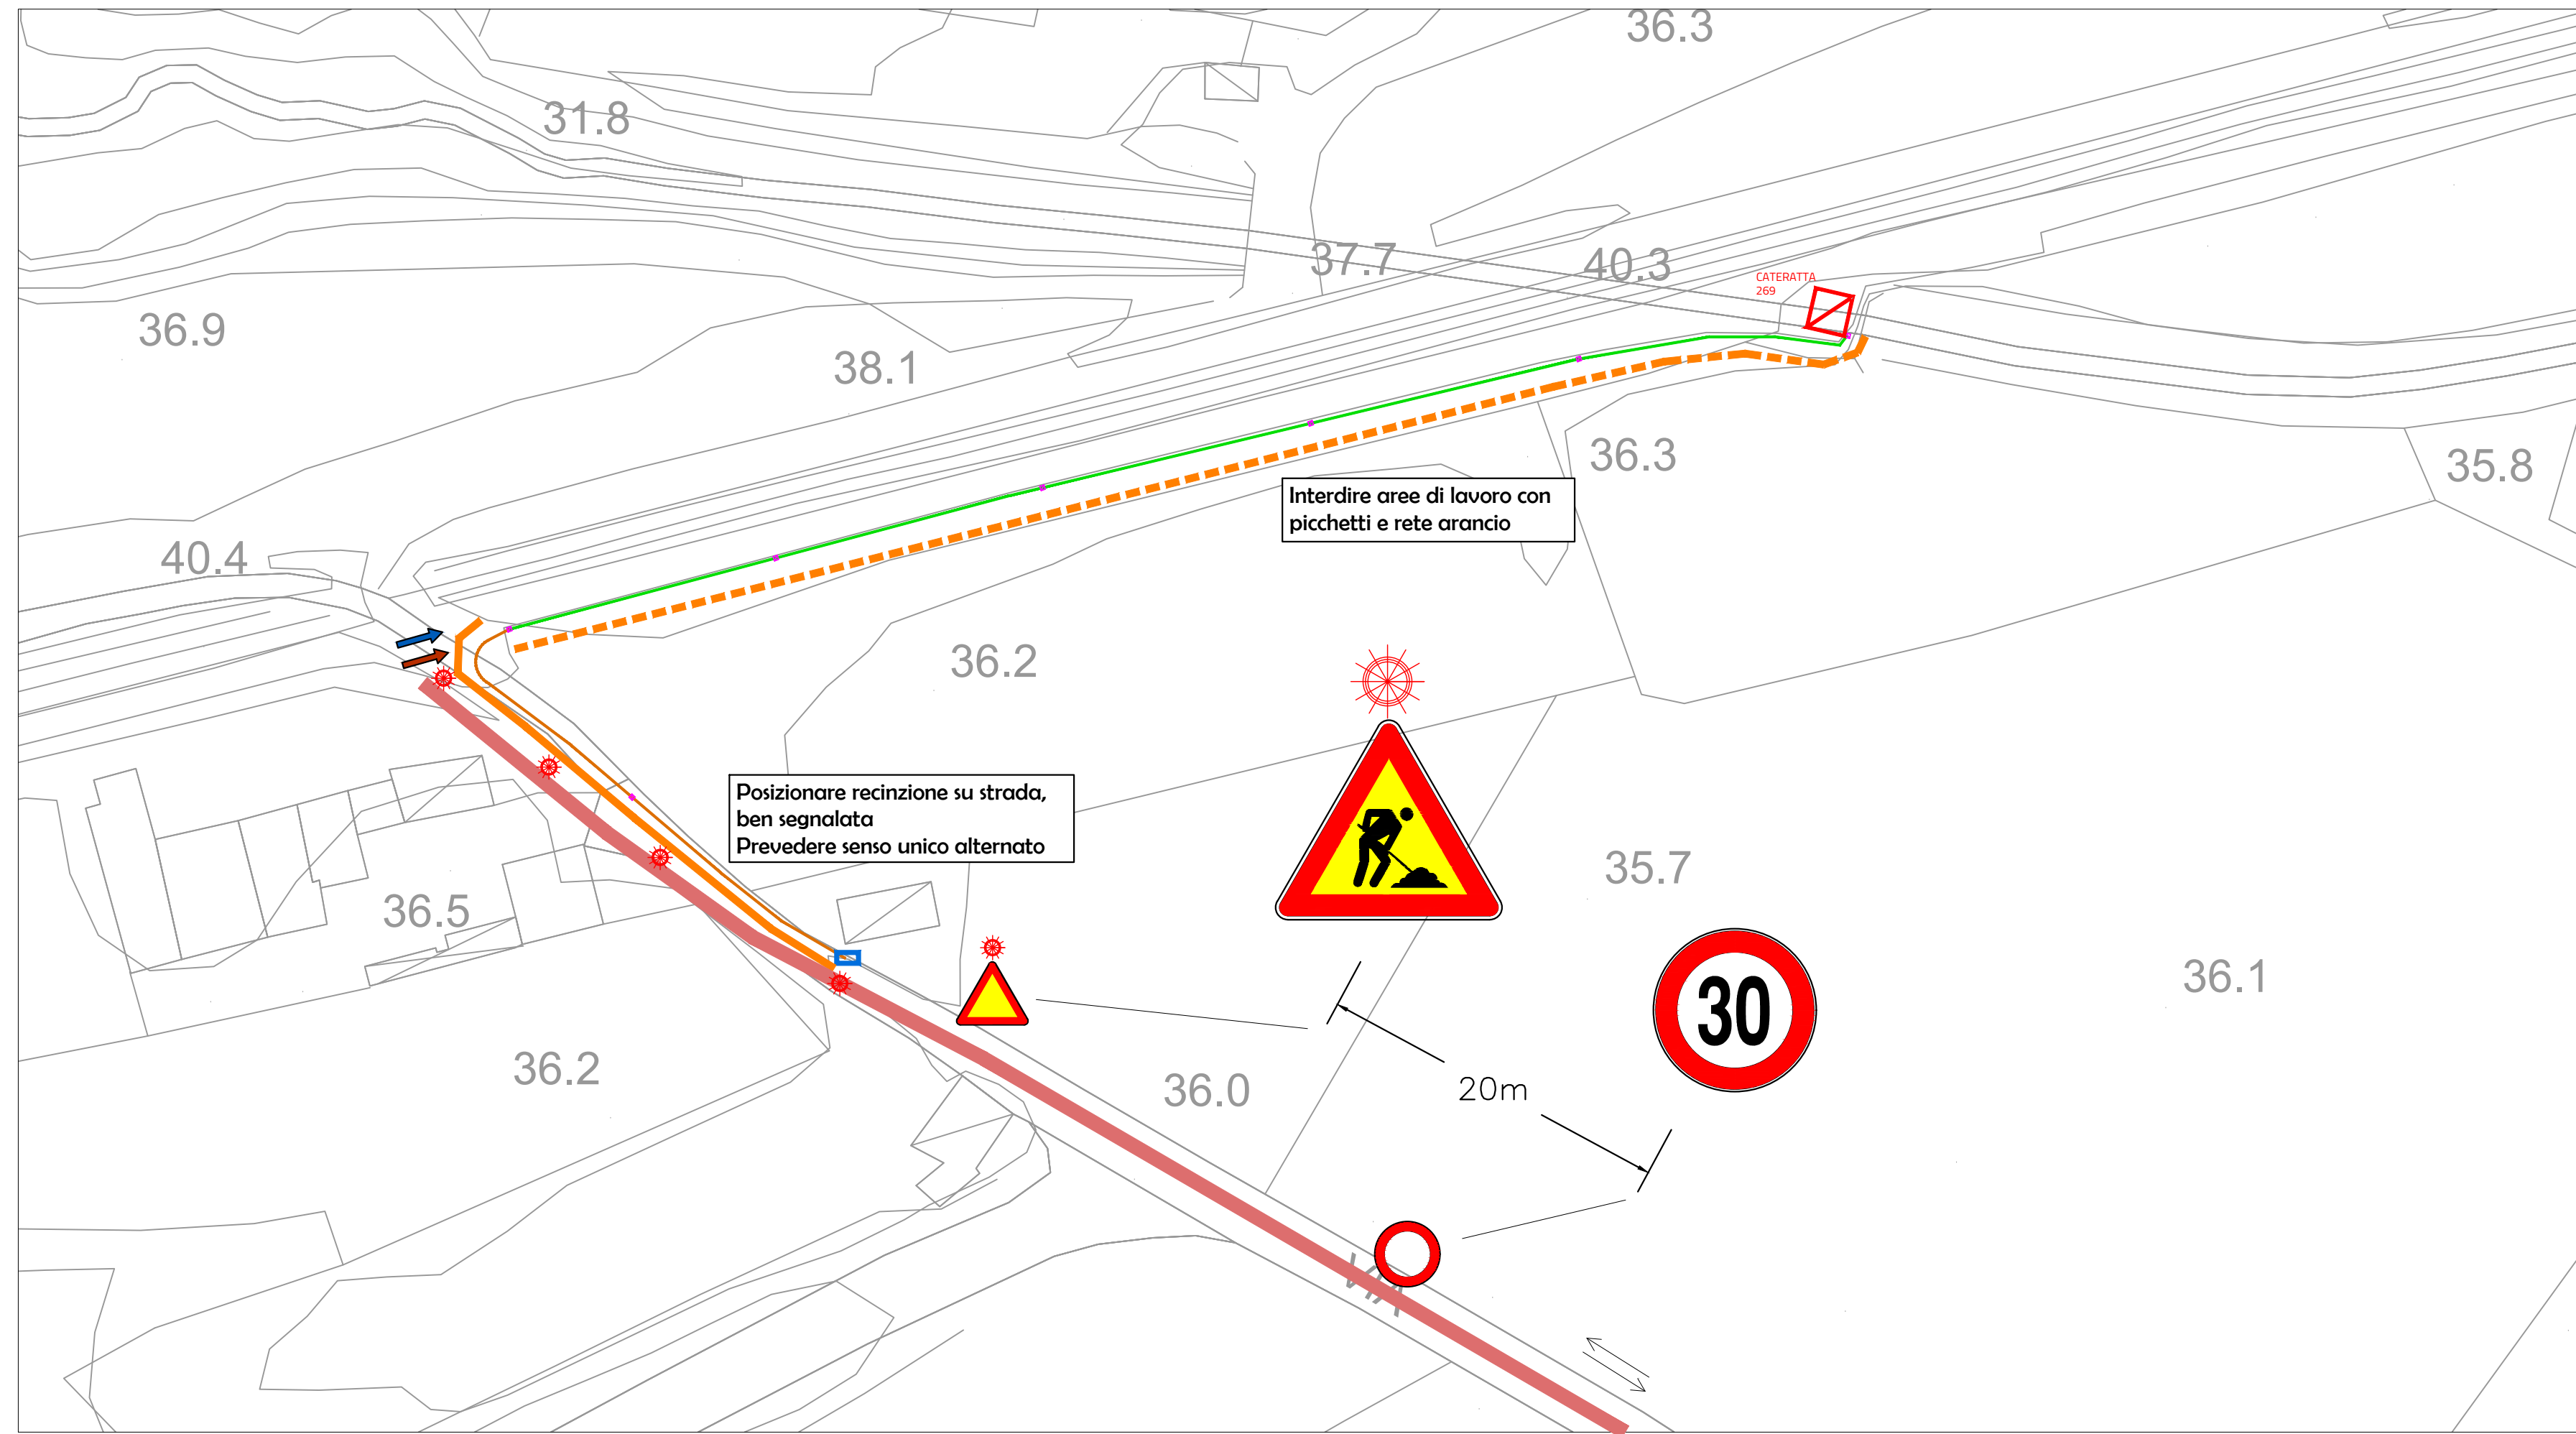 36.3
31.8
37.7
40.3
CATERATTA
269
36.9
38.1
36.3
35.8
Interdire aree di lavoro con
picchetti e rete arancio
40.4
36.2
Posizionare recinzione su strada,
ben segnalata
Prevedere senso unico alternato
35.7
36.5
36.1
30
36.2
36.0
20m
VIA